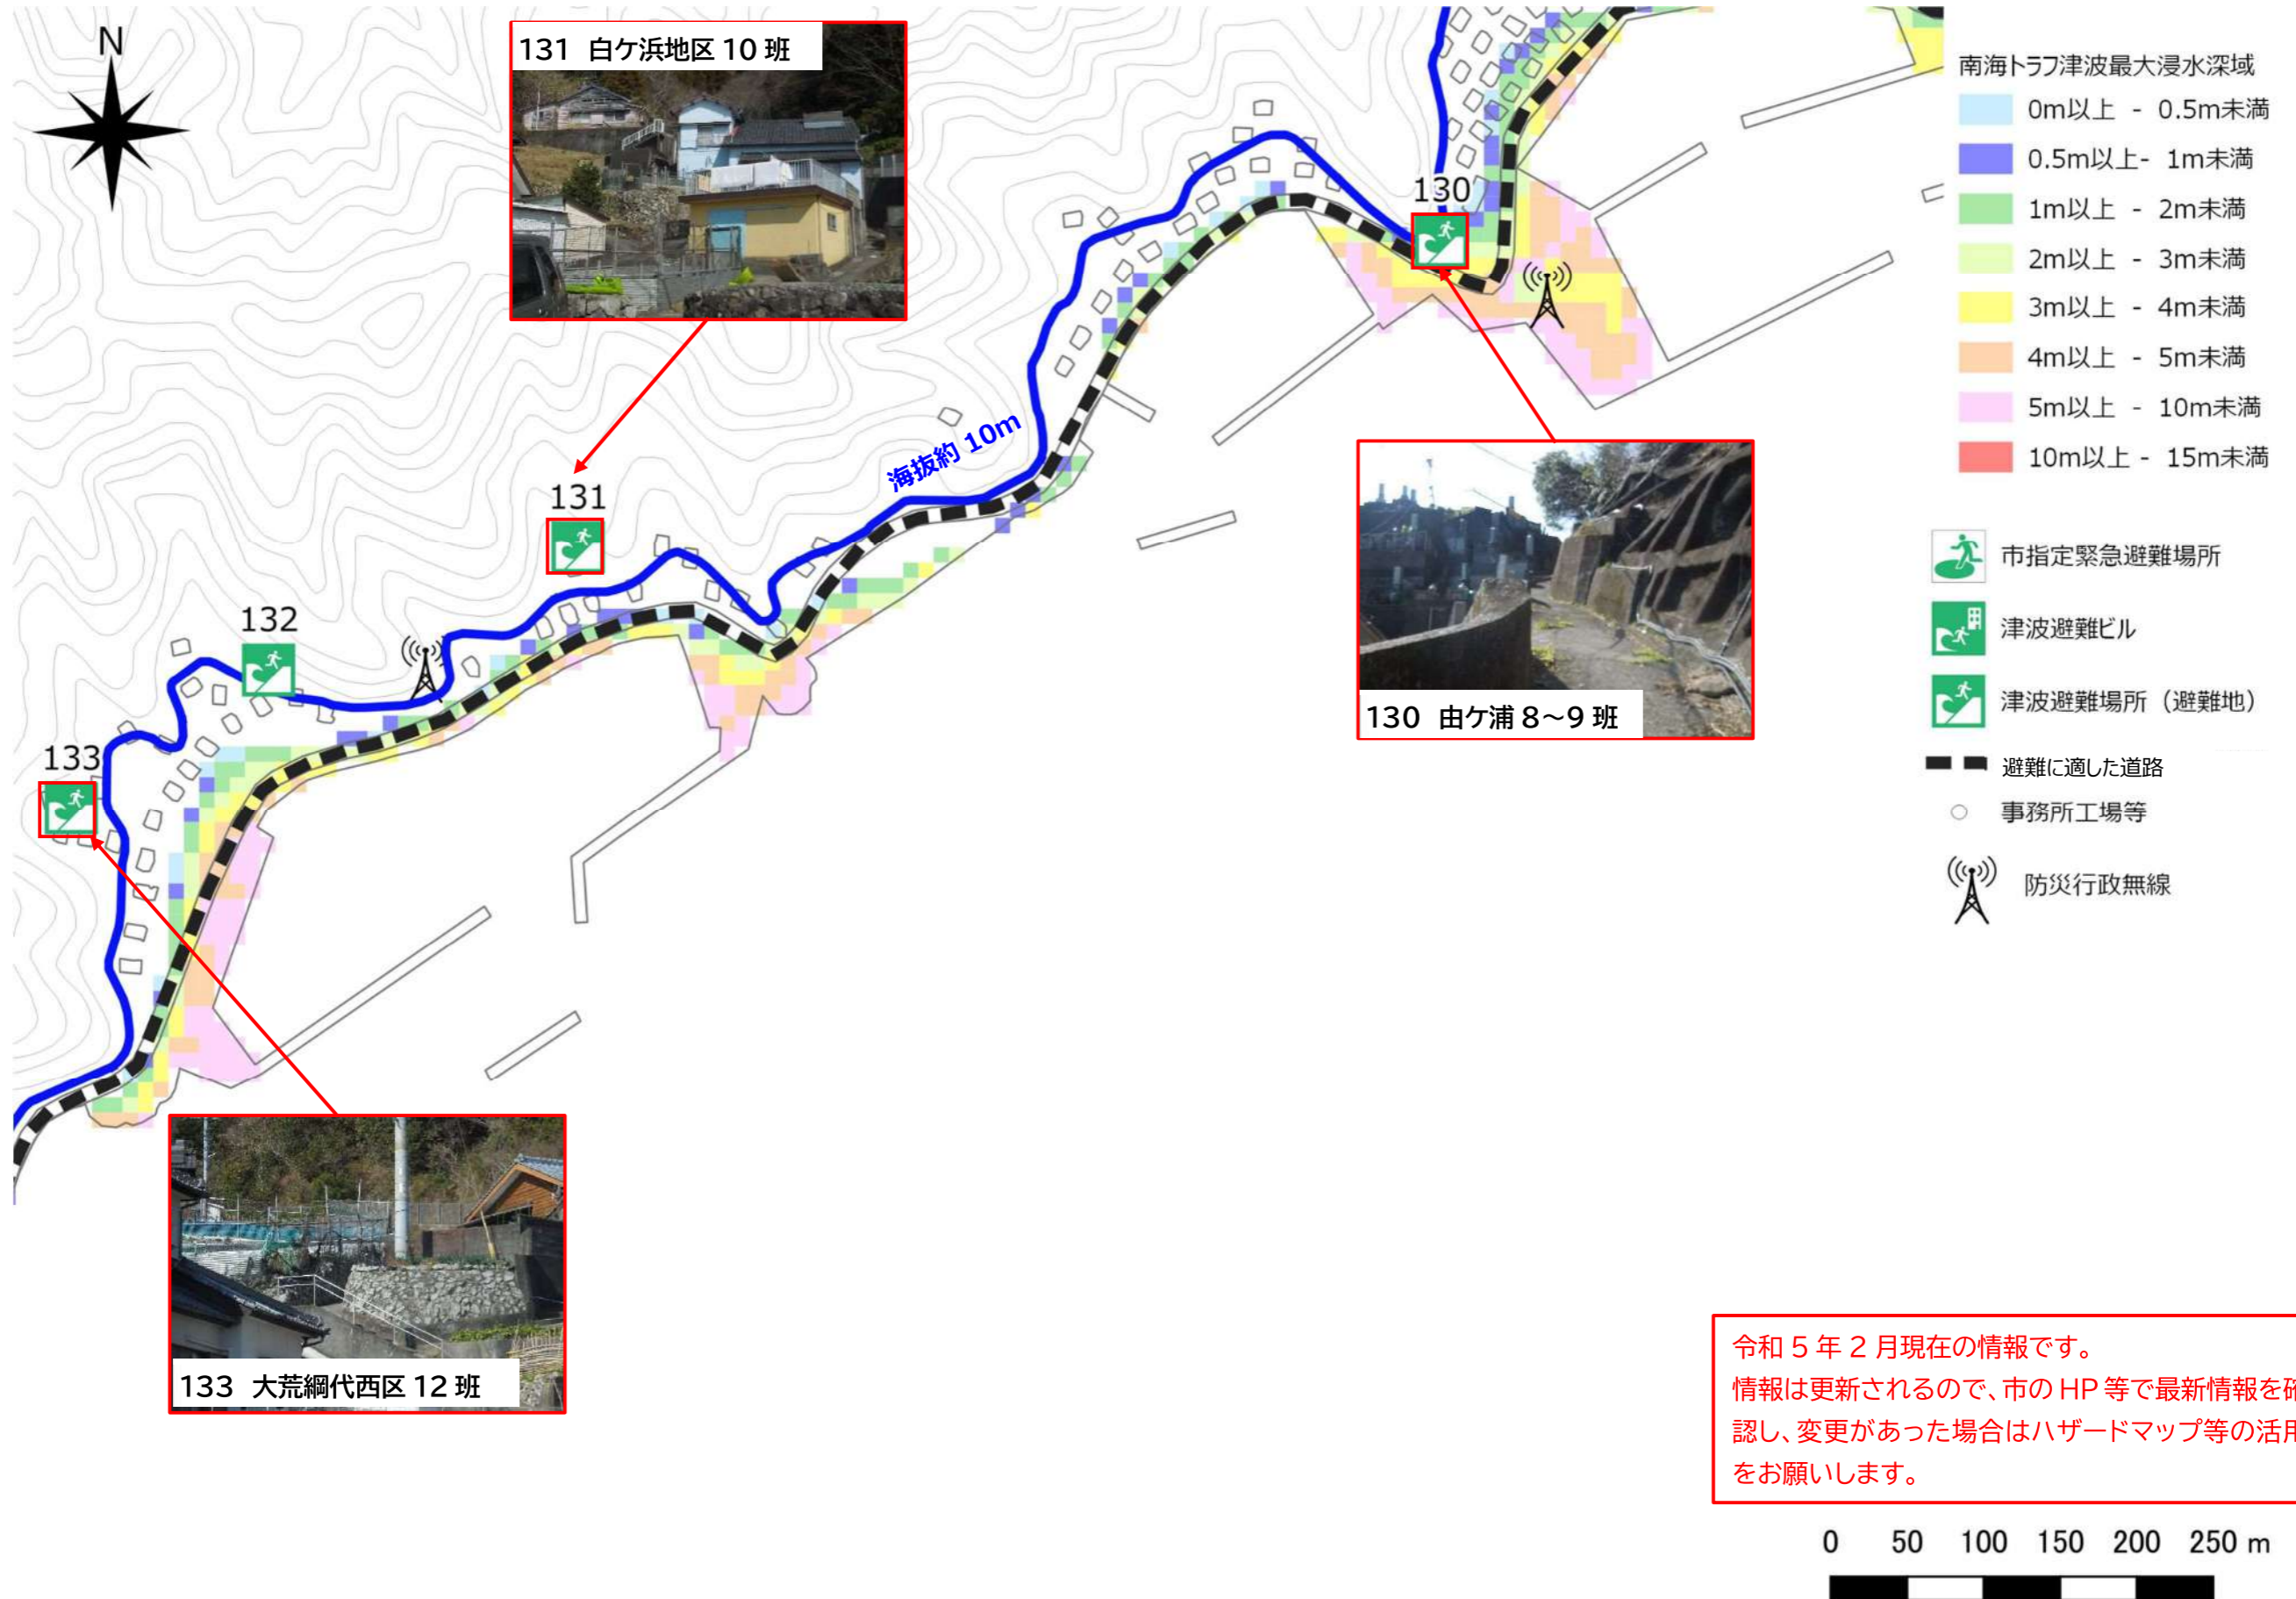 N
131 白ケ浜地区 10 班
130
海抜約 10m
131
132
133
130 由ケ浦 8～9 班
133 大荒網代西区 12 班
南海トラフ津波最大浸水深域
0m以上 - 0.5m未満
0.5m以上- 1m未満
1m以上 - 2m未満
2m以上 - 3m未満
3m以上 - 4m未満
4m以上 - 5m未満
5m以上 - 10m未満
10m以上 - 15m未満
市指定緊急避難場所
津波避難ビル
津波避難場所（避難地）
避難に適した道路
事務所工場等
防災行政無線
令和 5 年 2 月現在の情報です。
情報は更新されるので、市の HP 等で最新情報を確
認し、変更があった場合はハザードマップ等の活用
をお願いします。
0 50 100 150 200 250 m